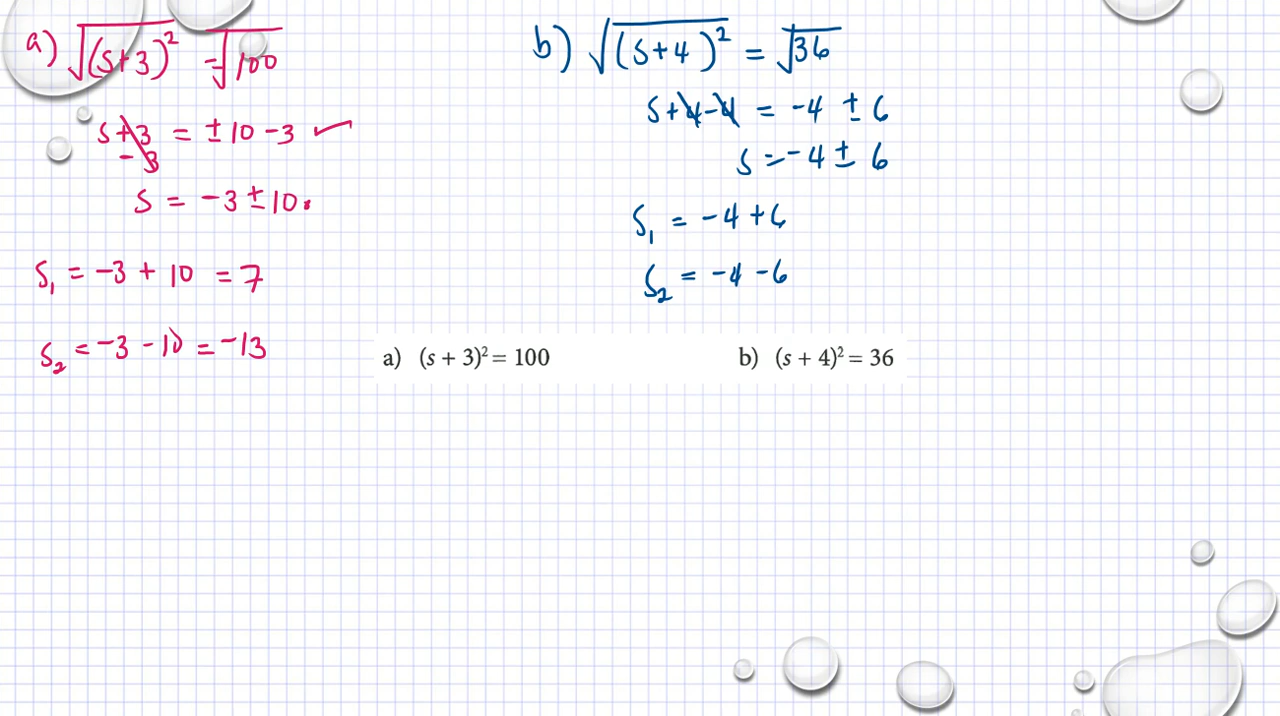 a) √(s+3)² = √100
s+3 = ±10 -3 ✓
-3
s = -3 ± 10.
s₁ = -3 + 10 = 7
s₂ = -3 - 10 = -13
b) √(s+4)² = √36
s+4-4 = -4 ± 6
s = -4 ± 6
s₁ = -4 + 6
s₂ = -4 - 6
a) (s + 3)² = 100
b) (s + 4)² = 36